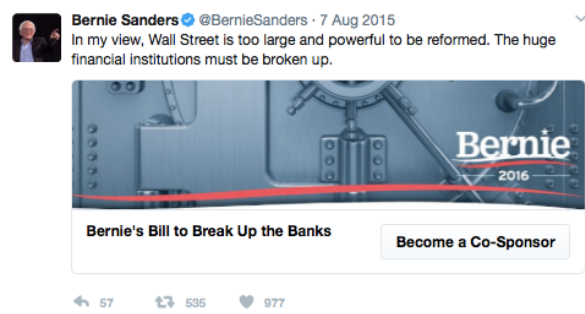 Bernie Sanders @BernieSanders · 7 Aug 2015
In my view, Wall Street is too large and powerful to be reformed. The huge
financial institutions must be broken up.
Bernie
2016
Bernie's Bill to Break Up the Banks
Become a Co-Sponsor
57 535 977